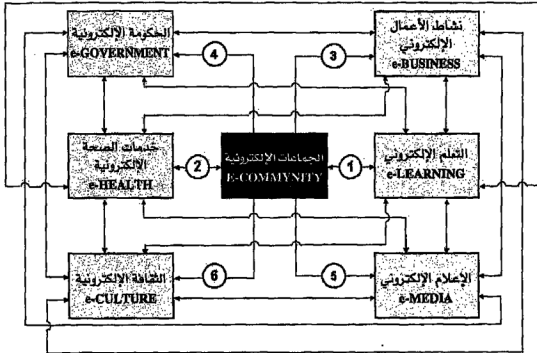 الحكومة الإلكترونية
e-GOVERNMENT
4
3
نشاط الأعمال
الإلكتروني
e-BUSINESS
خدمات الصحة
الإلكترونية
e-HEALTH
2
الجماعات الإلكترونية
E-COMMYNITY
1
التعلم الإلكتروني
e-LEARNING
الثقافة الإلكترونية
e-CULTURE
6
5
الإعلام الإلكتروني
e-MEDIA